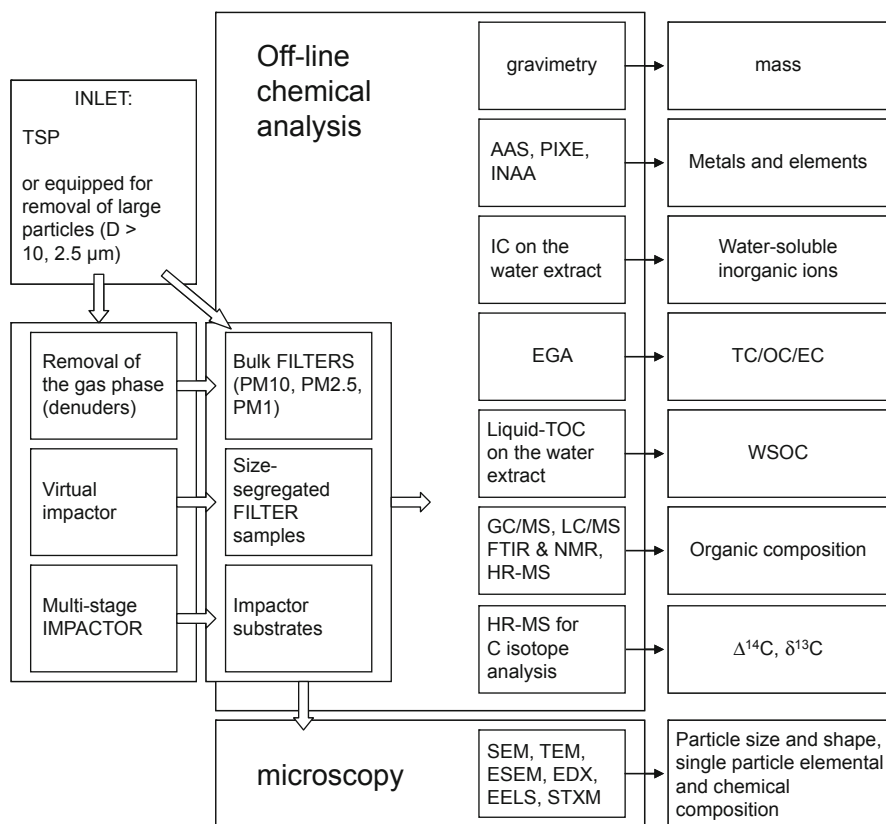 Off-line
chemical
analysis
INLET:
TSP
or equipped for
removal of large
particles (D >
10, 2.5 μm)
Removal of
the gas phase
(denuders)
Virtual
impactor
Multi-stage
IMPACTOR
Bulk FILTERS
(PM10, PM2.5,
PM1)
Size-
segregated
FILTER
samples
Impactor
substrates
gravimetry
mass
AAS, PIXE,
INAA
Metals and elements
IC on the
water extract
Water-soluble
inorganic ions
EGA
TC/OC/EC
Liquid-TOC
on the water
extract
WSOC
GC/MS, LC/MS
FTIR & NMR,
HR-MS
Organic composition
HR-MS for
C isotope
analysis
Δ¹⁴C, δ¹³C
microscopy
SEM, TEM,
ESEM, EDX,
EELS, STXM
Particle size and shape,
single particle elemental
and chemical
composition